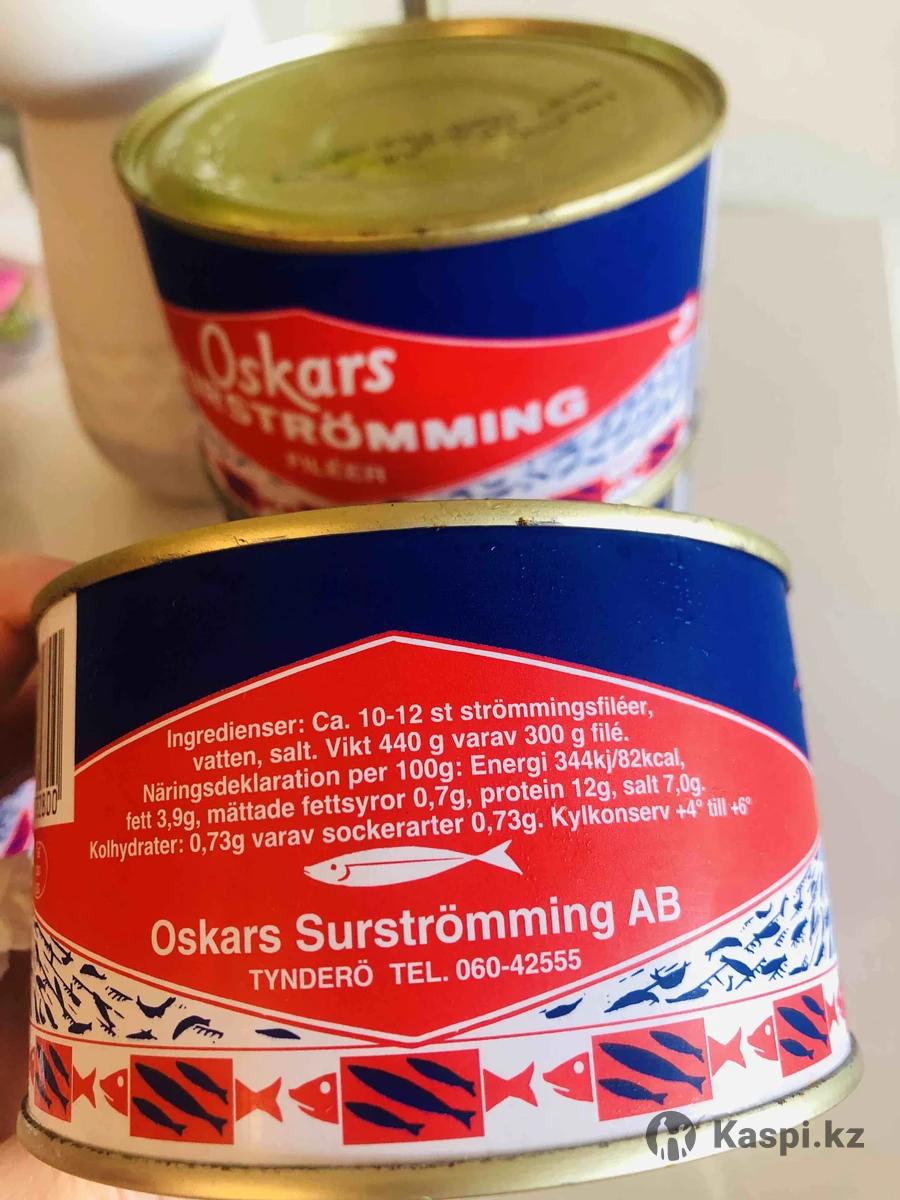 Oskars
STRÖMMING
FILÉER
Ingredienser: Ca. 10-12 st strömmingsfiléer,
vatten, salt. Vikt 440 g varav 300 g filé.
Näringsdeklaration per 100g: Energi 344kj/82kcal,
fett 3,9g, mättade fettsyror 0,7g, protein 12g, salt 7,0g.
Kolhydrater: 0,73g varav sockerarter 0,73g. Kylkonserv +4° till +6°
Oskars Surströmming AB
TYNDERÖ TEL. 060-42555
Kaspi.kz